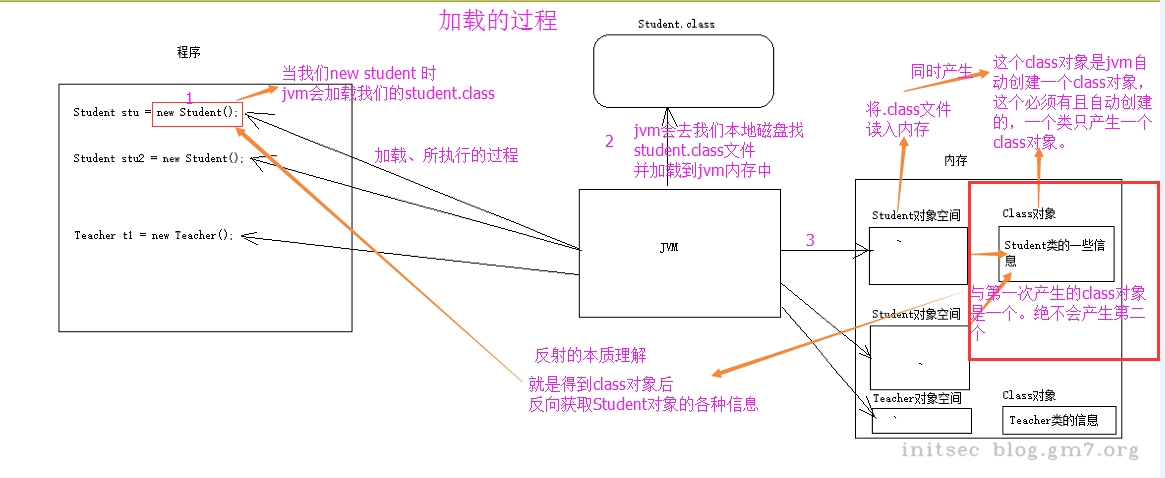 加载的过程
Student.class
程序
当我们new student 时
jvm会加载我们的student.class
1
Student stu = new Student();
Student stu2 = new Student();
Teacher t1 = new Teacher();
加载、所执行的过程
2
jvm会去我们本地磁盘找
student.class文件
并加载到jvm内存中
JVM
3
同时产生
这个class对象是jvm自
动创建一个class对象，
这个必须有且自动创建
的，一个类只产生一个
class对象。
将.class文件
读入内存
内存
Student对象空间
Class对象
Student类的一些信
息
与第一次产生的class对象
是一个。绝不会产生第二
个
Student对象空间
反射的本质理解
就是得到class对象后
反向获取Student对象的各种信息
Teacher对象空间
Class对象
Teacher类的信息
initsec blog.gm7.org